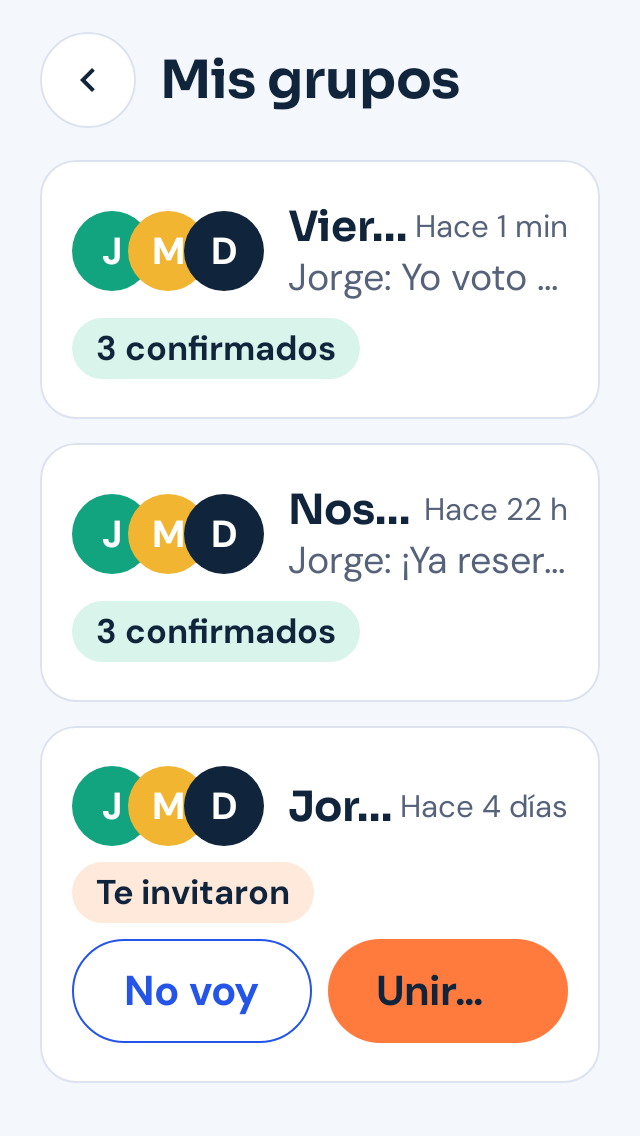 Mis grupos
J M D
Vier... Hace 1 min
Jorge: Yo voto ...
3 confirmados
J M D
Nos... Hace 22 h
Jorge: ¡Ya reser...
3 confirmados
J M D
Jor... Hace 4 días
Te invitaron
No voy
Unir...